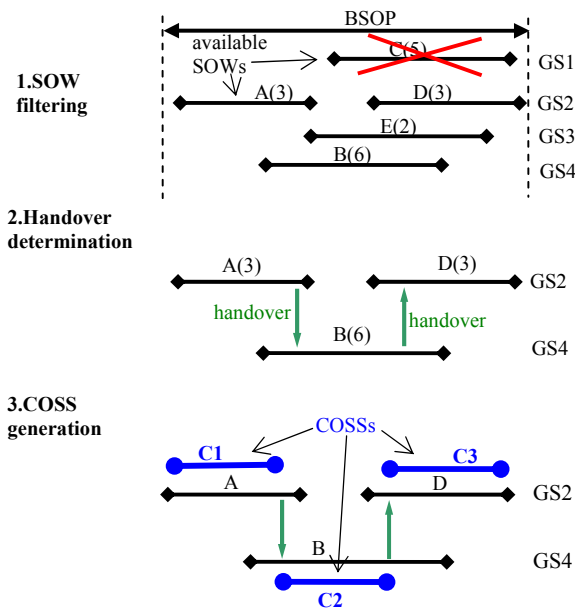 BSOP
available
SOWs
C(5)
GS1
1.SOW
filtering
A(3)
D(3)
GS2
E(2)
GS3
B(6)
GS4
2.Handover
determination
A(3)
D(3)
GS2
handover
handover
B(6)
GS4
3.COSS
generation
COSSs
C1
C3
A
D
GS2
B
GS4
C2